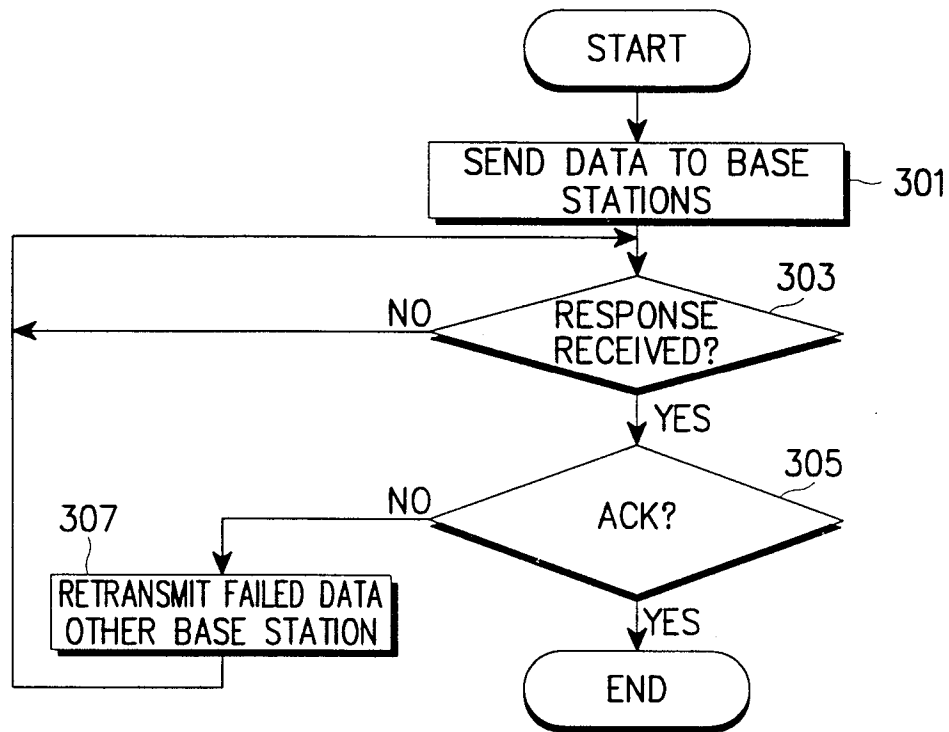 START
SEND DATA TO BASE
STATIONS
301
303
NO
RESPONSE
RECEIVED?
YES
305
NO
ACK?
307
RETRANSMIT FAILED DATA
OTHER BASE STATION
YES
END